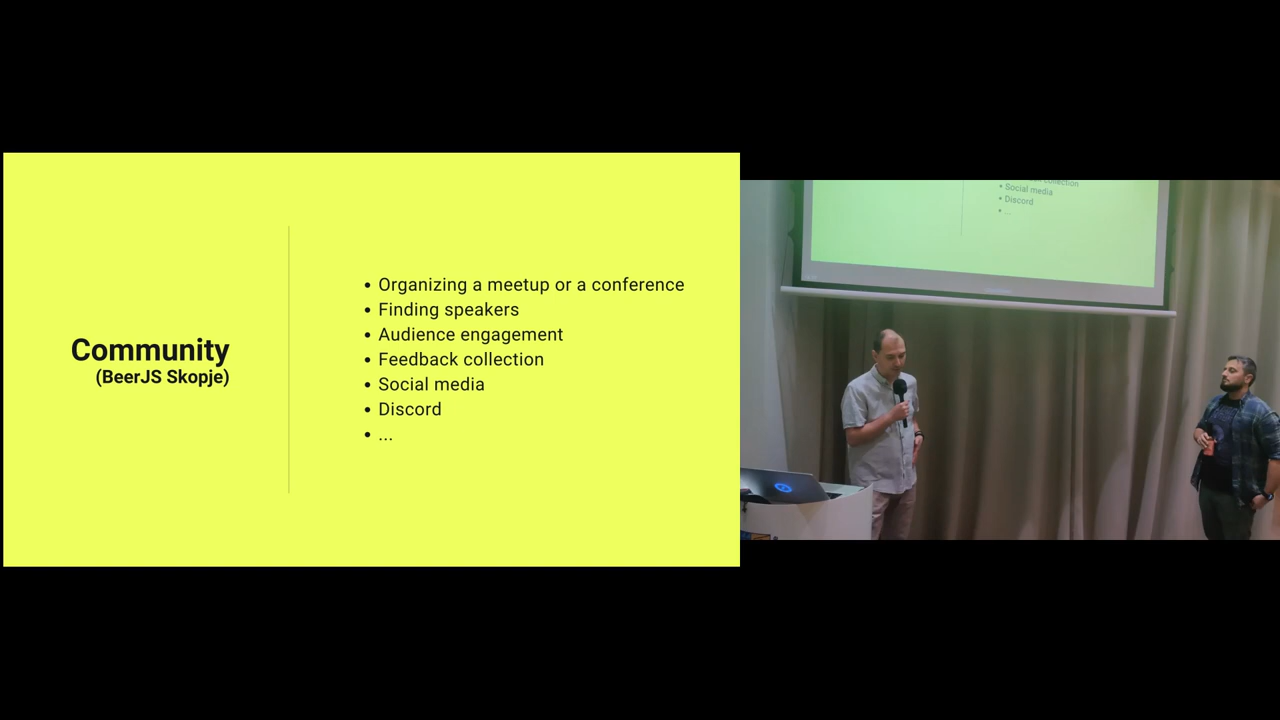 Community
(BeerJS Skopje)
• Organizing a meetup or a conference
• Finding speakers
• Audience engagement
• Feedback collection
• Social media
• Discord
• ...
collection
• Social media
• Discord
• ...